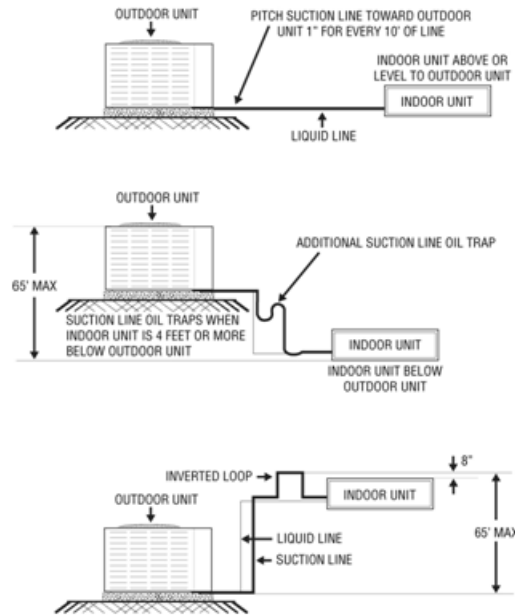 OUTDOOR UNIT
PITCH SUCTION LINE TOWARD OUTDOOR
UNIT 1" FOR EVERY 10' OF LINE
INDOOR UNIT ABOVE OR
LEVEL TO OUTDOOR UNIT
INDOOR UNIT
LIQUID LINE
OUTDOOR UNIT
ADDITIONAL SUCTION LINE OIL TRAP
65' MAX
SUCTION LINE OIL TRAPS WHEN
INDOOR UNIT IS 4 FEET OR MORE
BELOW OUTDOOR UNIT
INDOOR UNIT
INDOOR UNIT BELOW
OUTDOOR UNIT
8"
INVERTED LOOP
INDOOR UNIT
OUTDOOR UNIT
LIQUID LINE
SUCTION LINE
65' MAX